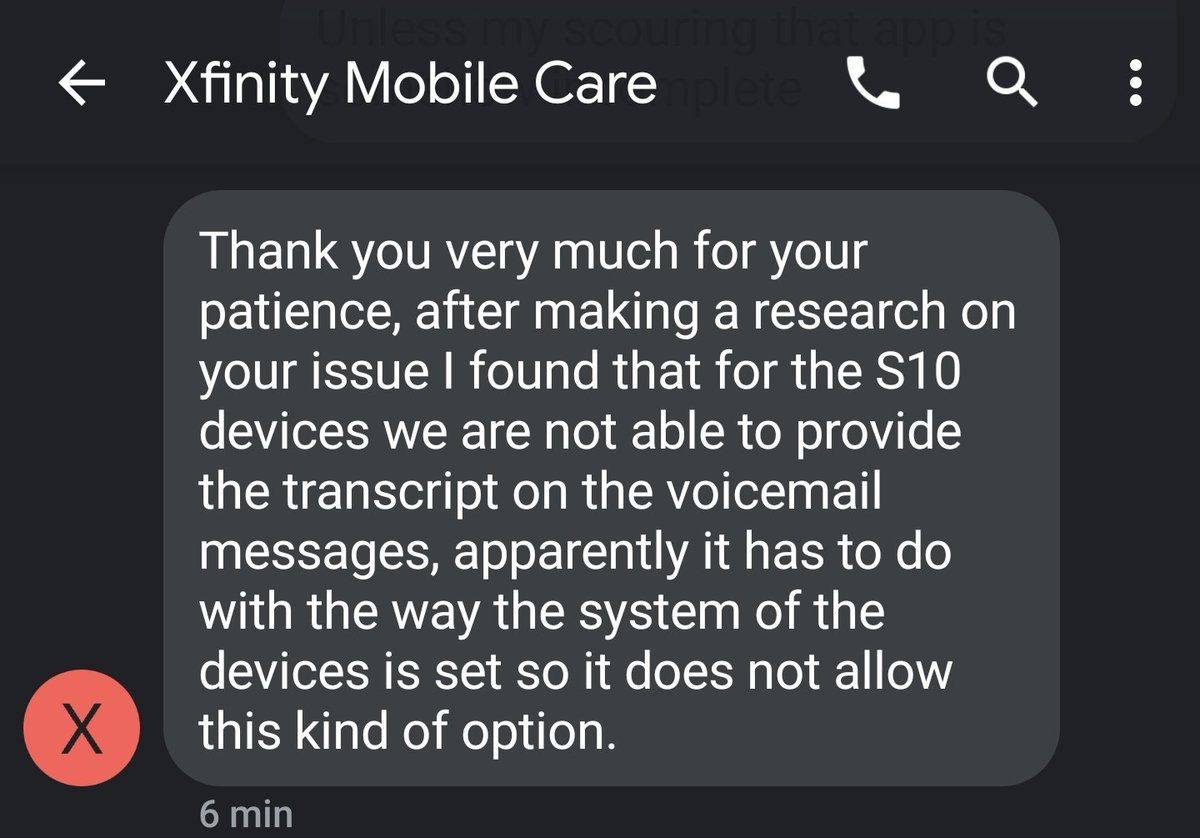 Unless my scouring that app is
Xfinity Mobile Care
Thank you very much for your
patience, after making a research on
your issue I found that for the S10
devices we are not able to provide
the transcript on the voicemail
messages, apparently it has to do
with the way the system of the
devices is set so it does not allow
this kind of option.
X
6 min